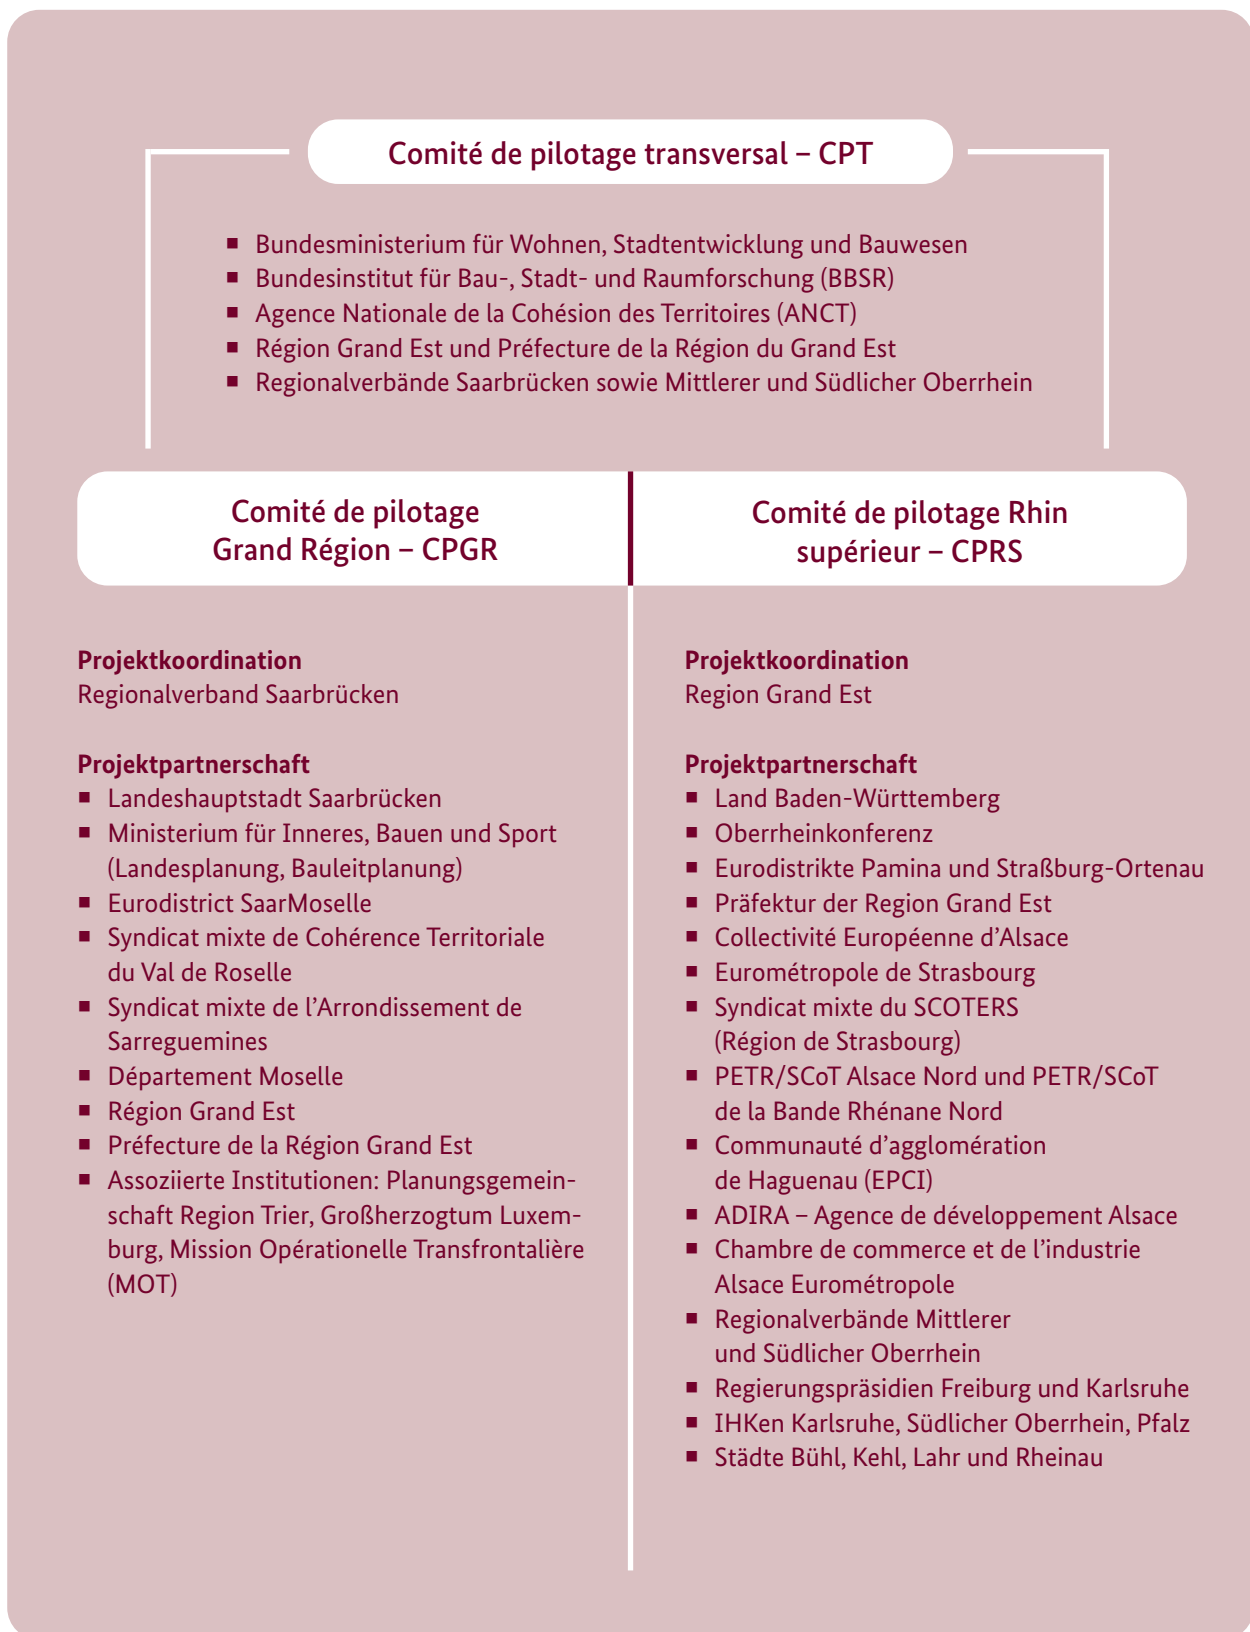 Comité de pilotage transversal – CPT
▪ Bundesministerium für Wohnen, Stadtentwicklung und Bauwesen
▪ Bundesinstitut für Bau-, Stadt- und Raumforschung (BBSR)
▪ Agence Nationale de la Cohésion des Territoires (ANCT)
▪ Région Grand Est und Préfecture de la Région du Grand Est
▪ Regionalverbände Saarbrücken sowie Mittlerer und Südlicher Oberrhein
Comité de pilotage
Grand Région – CPGR
Projektkoordination
Regionalverband Saarbrücken
Projektpartnerschaft
▪ Landeshauptstadt Saarbrücken
▪ Ministerium für Inneres, Bauen und Sport
(Landesplanung, Bauleitplanung)
▪ Eurodistrict SaarMoselle
▪ Syndicat mixte de Cohérence Territoriale
du Val de Roselle
▪ Syndicat mixte de l’Arrondissement de
Sarreguemines
▪ Département Moselle
▪ Région Grand Est
▪ Préfecture de la Région Grand Est
▪ Assoziierte Institutionen: Planungsgemein-
schaft Region Trier, Großherzogtum Luxem-
burg, Mission Opérationelle Transfrontalière
(MOT)
Comité de pilotage Rhin
supérieur – CPRS
Projektkoordination
Region Grand Est
Projektpartnerschaft
▪ Land Baden-Württemberg
▪ Oberrheinkonferenz
▪ Eurodistrikte Pamina und Straßburg-Ortenau
▪ Präfektur der Region Grand Est
▪ Collectivité Européenne d’Alsace
▪ Eurométropole de Strasbourg
▪ Syndicat mixte du SCOTERS
(Région de Strasbourg)
▪ PETR/SCoT Alsace Nord und PETR/SCoT
de la Bande Rhénane Nord
▪ Communauté d’agglomération
de Haguenau (EPCI)
▪ ADIRA – Agence de développement Alsace
▪ Chambre de commerce et de l’industrie
Alsace Eurométropole
▪ Regionalverbände Mittlerer
und Südlicher Oberrhein
▪ Regierungspräsidien Freiburg und Karlsruhe
▪ IHKen Karlsruhe, Südlicher Oberrhein, Pfalz
▪ Städte Bühl, Kehl, Lahr und Rheinau